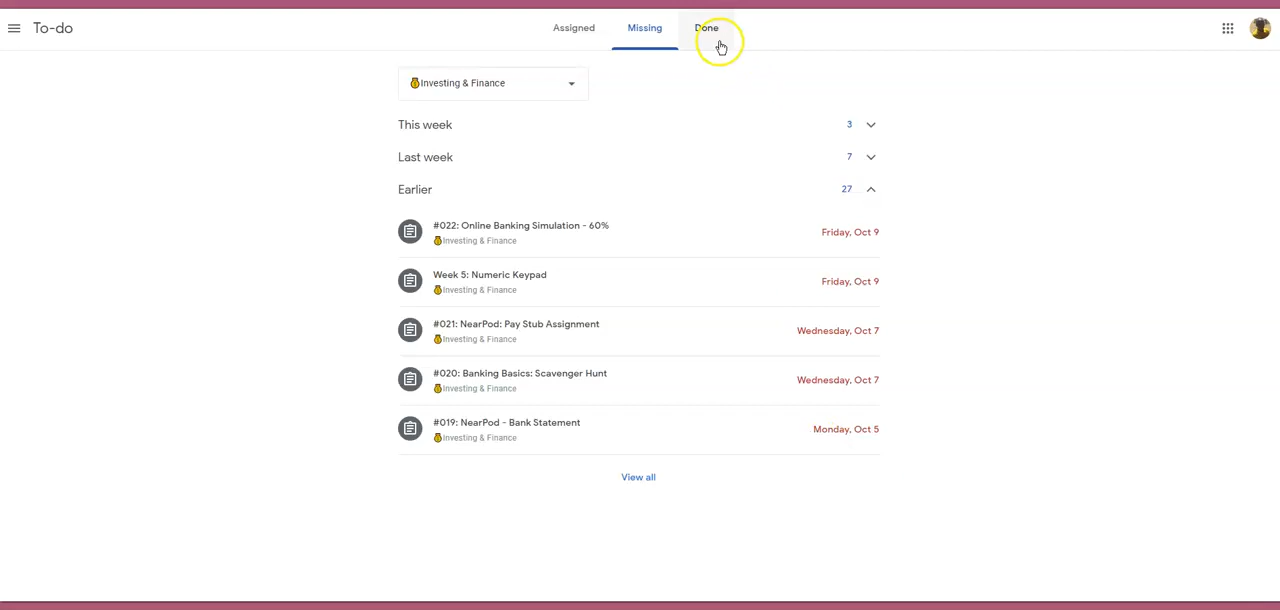 To-do
Assigned
Missing
Done
Investing & Finance
This week
3
Last week
7
Earlier
27
#022: Online Banking Simulation - 60%
Investing & Finance
Friday, Oct 9
Week 5: Numeric Keypad
Investing & Finance
Friday, Oct 9
#021: NearPod: Pay Stub Assignment
Investing & Finance
Wednesday, Oct 7
#020: Banking Basics: Scavenger Hunt
Investing & Finance
Wednesday, Oct 7
#019: NearPod - Bank Statement
Investing & Finance
Monday, Oct 5
View all